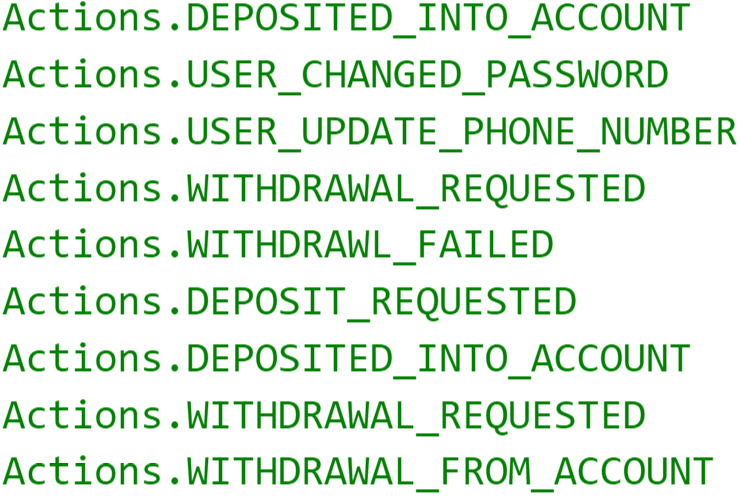 Actions.DEPOSITED_INTO_ACCOUNT
Actions.USER_CHANGED_PASSWORD
Actions.USER_UPDATE_PHONE_NUMBER
Actions.WITHDRAWAL_REQUESTED
Actions.WITHDRAWL_FAILED
Actions.DEPOSIT_REQUESTED
Actions.DEPOSITED_INTO_ACCOUNT
Actions.WITHDRAWAL_REQUESTED
Actions.WITHDRAWAL_FROM_ACCOUNT